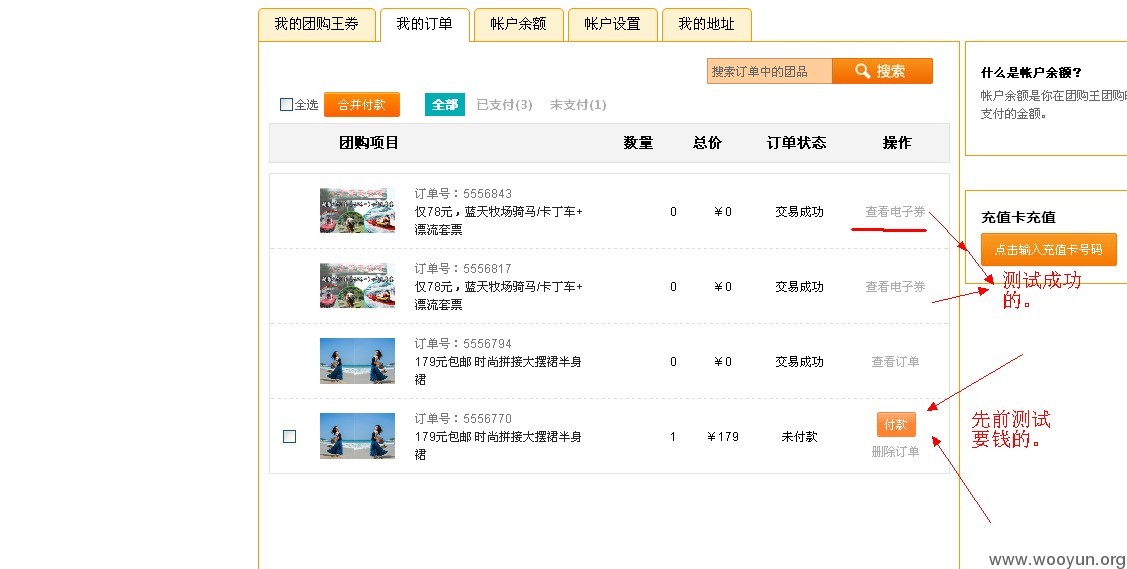 我的团购王券 我的订单 帐户余额 帐户设置 我的地址
搜索订单中的团品 搜索
全选 合并付款 全部 已支付(3) 未支付(1)
团购项目 数量 总价 订单状态 操作
订单号：5556843
仅78元，蓝天牧场骑马/卡丁车+
漂流套票
0 ￥0 交易成功 查看电子券
订单号：5556817
仅78元，蓝天牧场骑马/卡丁车+
漂流套票
0 ￥0 交易成功 查看电子券
订单号：5556794
179元包邮 时尚拼接大摆裙半身
裙
0 ￥0 交易成功 查看订单
订单号：5556770
179元包邮 时尚拼接大摆裙半身
裙
1 ￥179 未付款 付款
删除订单
什么是帐户余额？
帐户余额是你在团购王团购时
支付的金额。
充值卡充值
点击输入充值卡号码
测试成功
的。
先前测试
要钱的。
www.wooyun.org